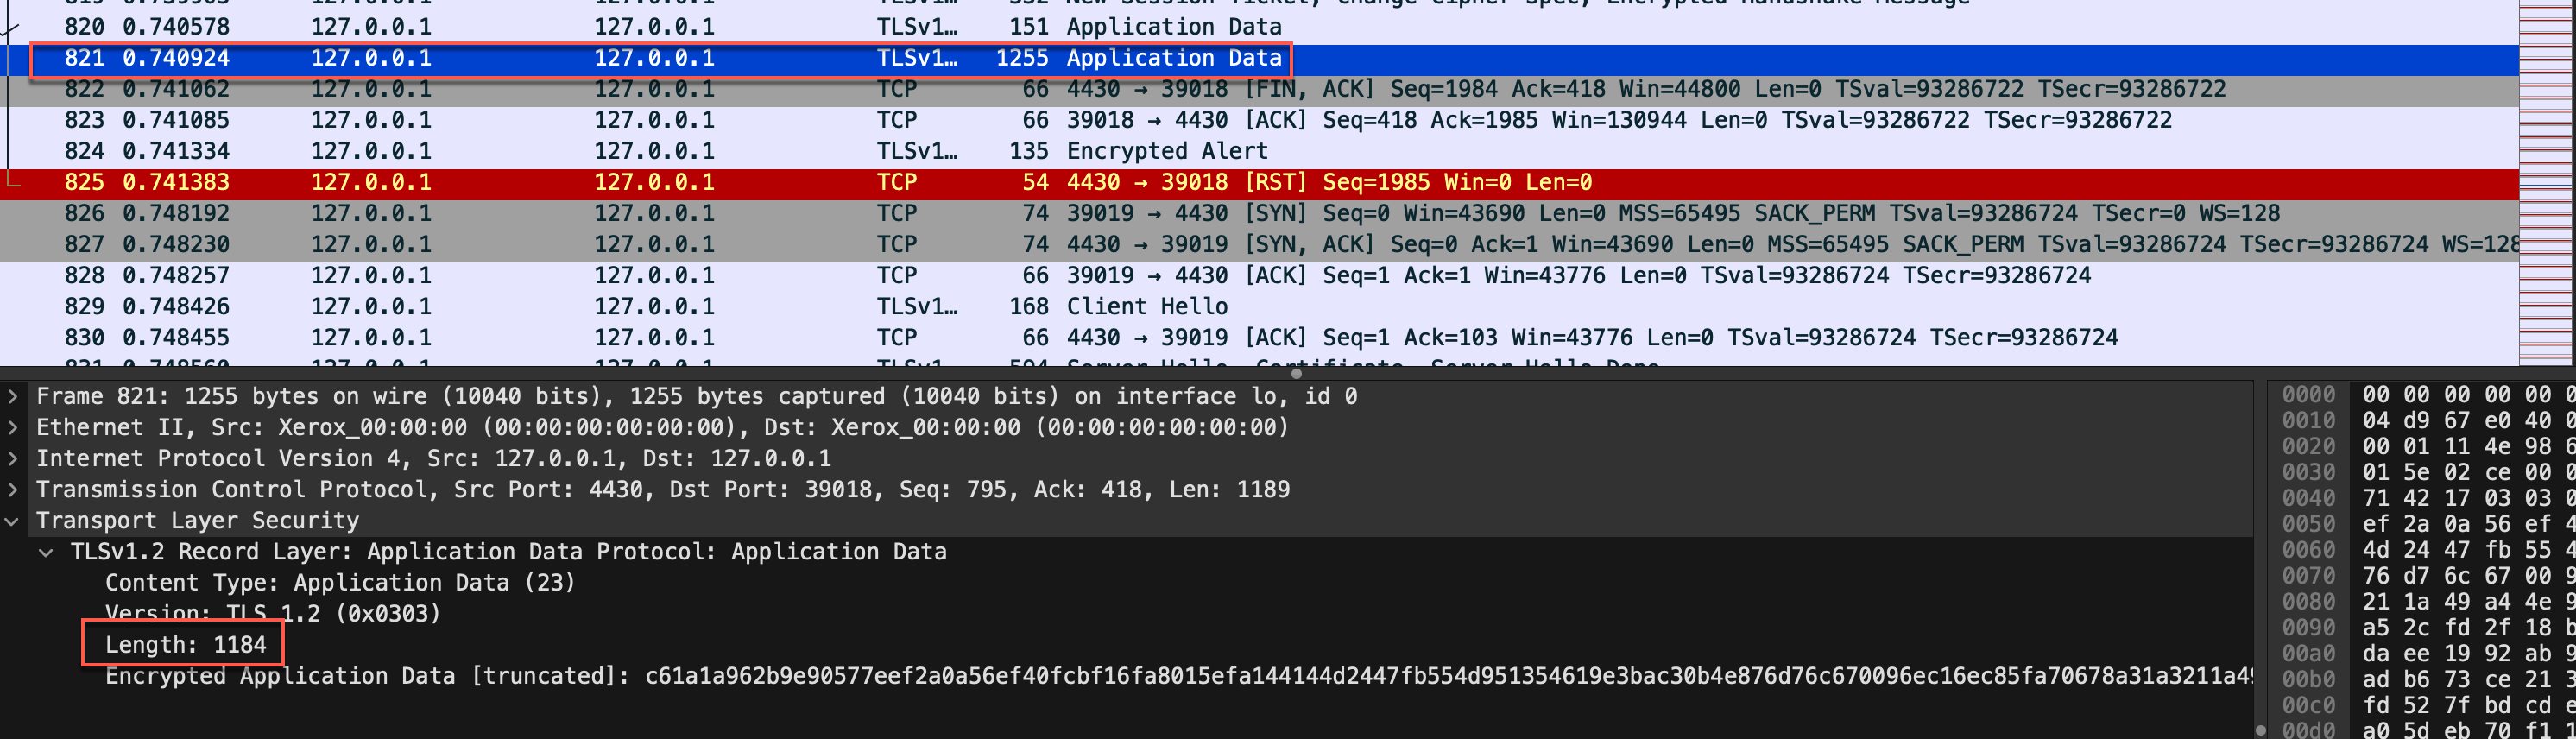 820 0.740578 127.0.0.1 127.0.0.1 TLSv1… 151 Application Data
821 0.740924 127.0.0.1 127.0.0.1 TLSv1… 1255 Application Data
822 0.741062 127.0.0.1 127.0.0.1 TCP 66 4430 → 39018 [FIN, ACK] Seq=1984 Ack=418 Win=44800 Len=0 TSval=93286722 TSecr=93286722
823 0.741085 127.0.0.1 127.0.0.1 TCP 66 39018 → 4430 [ACK] Seq=418 Ack=1985 Win=130944 Len=0 TSval=93286722 TSecr=93286722
824 0.741334 127.0.0.1 127.0.0.1 TLSv1… 135 Encrypted Alert
825 0.741383 127.0.0.1 127.0.0.1 TCP 54 4430 → 39018 [RST] Seq=1985 Win=0 Len=0
826 0.748192 127.0.0.1 127.0.0.1 TCP 74 39019 → 4430 [SYN] Seq=0 Win=43690 Len=0 MSS=65495 SACK_PERM TSval=93286724 TSecr=0 WS=128
827 0.748230 127.0.0.1 127.0.0.1 TCP 74 4430 → 39019 [SYN, ACK] Seq=0 Ack=1 Win=43690 Len=0 MSS=65495 SACK_PERM TSval=93286724 TSecr=93286724 WS=128
828 0.748257 127.0.0.1 127.0.0.1 TCP 66 39019 → 4430 [ACK] Seq=1 Ack=1 Win=43776 Len=0 TSval=93286724 TSecr=93286724
829 0.748426 127.0.0.1 127.0.0.1 TLSv1… 168 Client Hello
830 0.748455 127.0.0.1 127.0.0.1 TCP 66 4430 → 39019 [ACK] Seq=1 Ack=103 Win=43776 Len=0 TSval=93286724 TSecr=93286724
Frame 821: 1255 bytes on wire (10040 bits), 1255 bytes captured (10040 bits) on interface lo, id 0
Ethernet II, Src: Xerox_00:00:00 (00:00:00:00:00:00), Dst: Xerox_00:00:00 (00:00:00:00:00:00)
Internet Protocol Version 4, Src: 127.0.0.1, Dst: 127.0.0.1
Transmission Control Protocol, Src Port: 4430, Dst Port: 39018, Seq: 795, Ack: 418, Len: 1189
Transport Layer Security
TLSv1.2 Record Layer: Application Data Protocol: Application Data
Content Type: Application Data (23)
Version: TLS 1.2 (0x0303)
Length: 1184
Encrypted Application Data [truncated]: c61a1a962b9e90577eef2a0a56ef40fcbf16fa8015efa144144d2447fb554d951354619e3bac30b4e876d76c670096ec16ec85fa70678a31a3211a49
0000 00 00 00 00 00
0010 04 d9 67 e0 40
0020 00 01 11 4e 98
0030 01 5e 02 ce 00
0040 71 42 17 03 03
0050 ef 2a 0a 56 ef
0060 4d 24 47 fb 55
0070 76 d7 6c 67 00
0080 21 1a 49 a4 4e
0090 a5 2c fd 2f 18
00a0 da ee 19 92 ab
00b0 ad b6 73 ce 21
00c0 fd 52 7f bd cd
00d0 a0 5d eb 70 f1